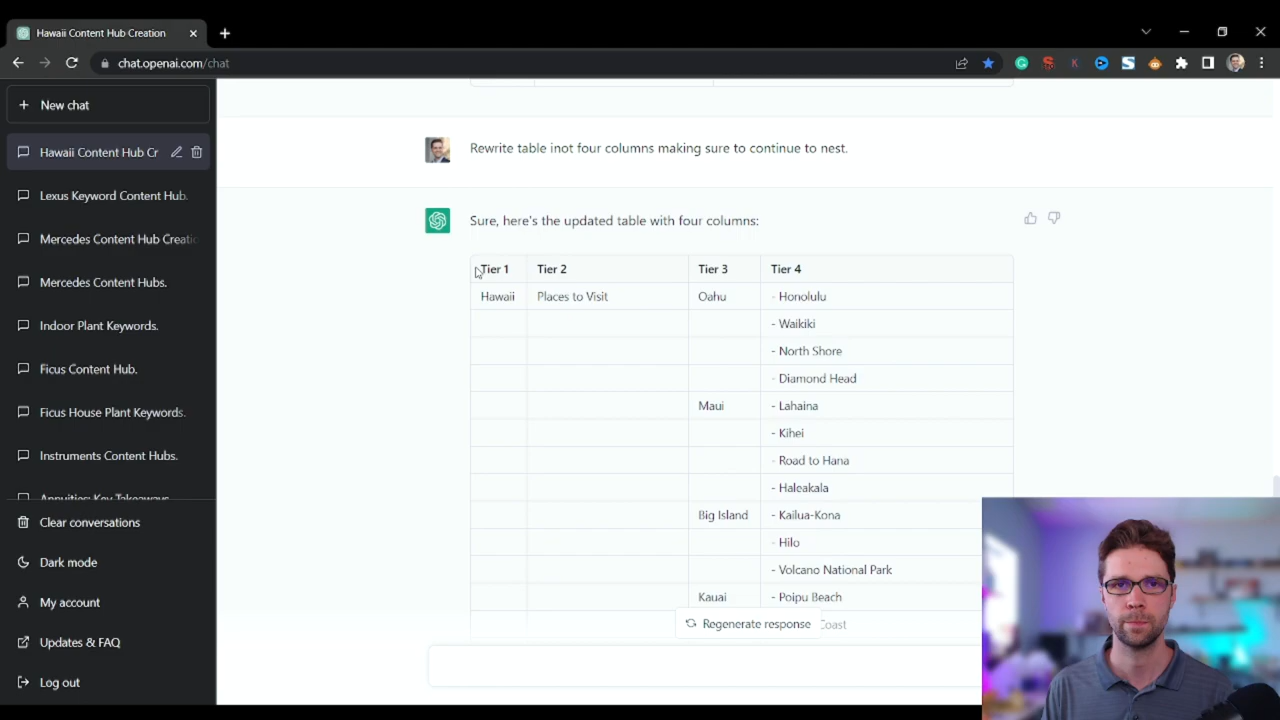 Hawaii Content Hub Creation
chat.openai.com/chat
New chat
Hawaii Content Hub Cr
Lexus Keyword Content Hub.
Mercedes Content Hub Creatio
Mercedes Content Hubs.
Indoor Plant Keywords.
Ficus Content Hub.
Ficus House Plant Keywords.
Instruments Content Hubs.
Annuities: Key Takeaways
Clear conversations
Dark mode
My account
Updates & FAQ
Log out
Rewrite table inot four columns making sure to continue to nest.
Sure, here's the updated table with four columns:
Tier 1 Tier 2 Tier 3 Tier 4
Hawaii Places to Visit Oahu - Honolulu
- Waikiki
- North Shore
- Diamond Head
Maui - Lahaina
- Kihei
- Road to Hana
- Haleakala
Big Island - Kailua-Kona
- Hilo
- Volcano National Park
Kauai - Poipu Beach
Coast
Regenerate response